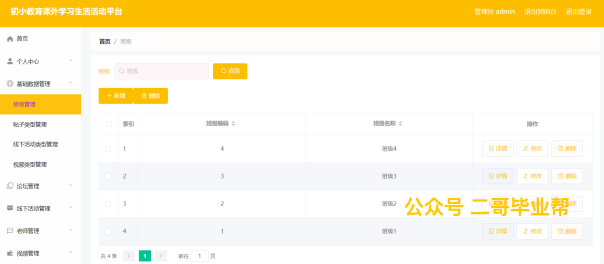 初小教育课外学习生活活动平台
管理员 admin 退出到前台 退出登录
首页
首页 / 班级
个人中心
班级 班级 查询
基础数据管理
+ 新增 删除
班级管理
索引 班级编号 班级名称 操作
帖子类型管理
1 4 班级4 详情 修改 删除
线下活动类型管理
2 3 班级3 详情 修改 删除
视频类型管理
论坛管理
3 2 班级2 详情 修改 删除
公众号 二哥毕业帮
线下活动管理
4 1 班级1 详情 修改 删除
老师管理
视频管理
共 4 条 1 前往 1 页